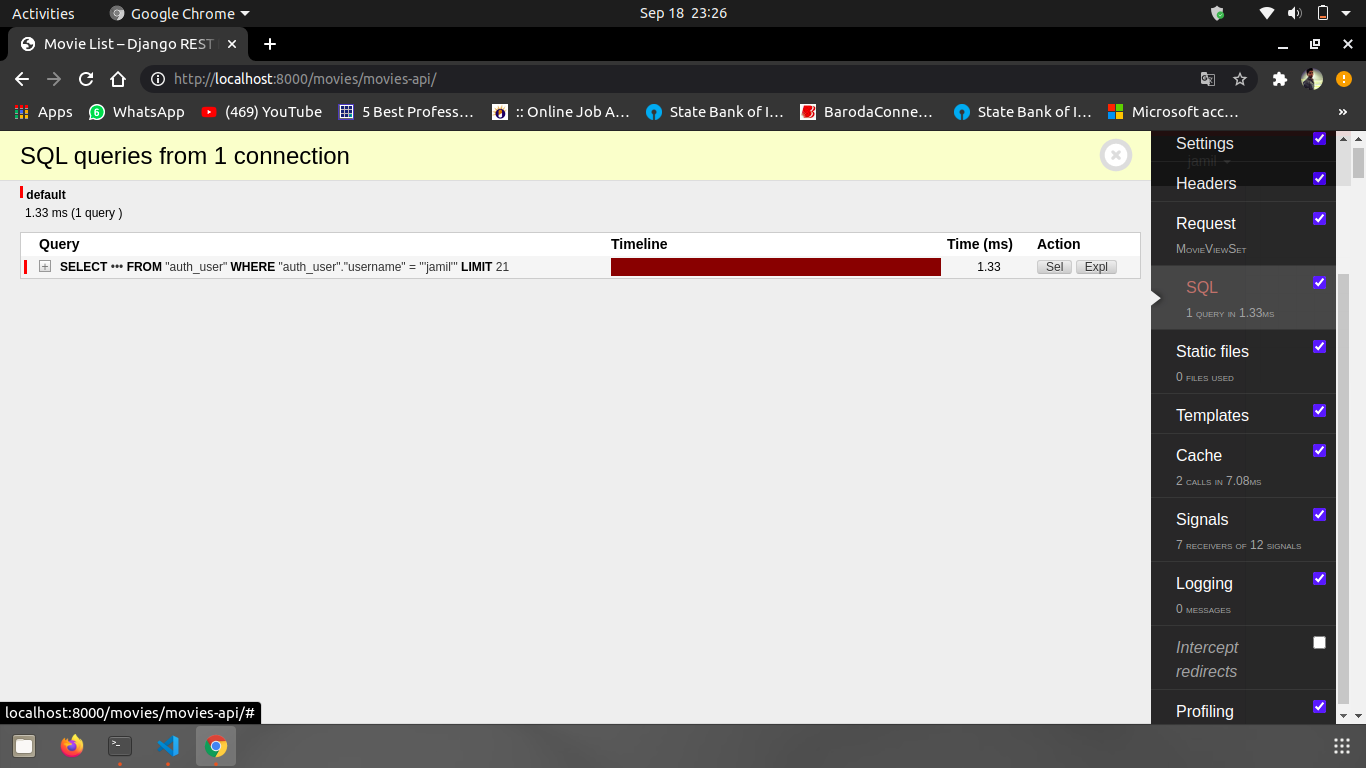 Activities Google Chrome Sep 18 23:26
Movie List – Django REST
http://localhost:8000/movies/movies-api/
Apps 6 WhatsApp (469) YouTube 5 Best Profess… :: Online Job A… State Bank of I… BarodaConne… State Bank of I… Microsoft acc… »
SQL queries from 1 connection
default
1.33 ms (1 query )
Query Timeline Time (ms) Action
SELECT ••• FROM "auth_user" WHERE "auth_user"."username" = '''jamil''' LIMIT 21 1.33 Sel Expl
Settings
jamil
Headers
Request
MovieViewSet
SQL
1 query in 1.33ms
Static files
0 files used
Templates
Cache
2 calls in 7.08ms
Signals
7 receivers of 12 signals
Logging
0 messages
Intercept
redirects
Profiling
localhost:8000/movies/movies-api/#